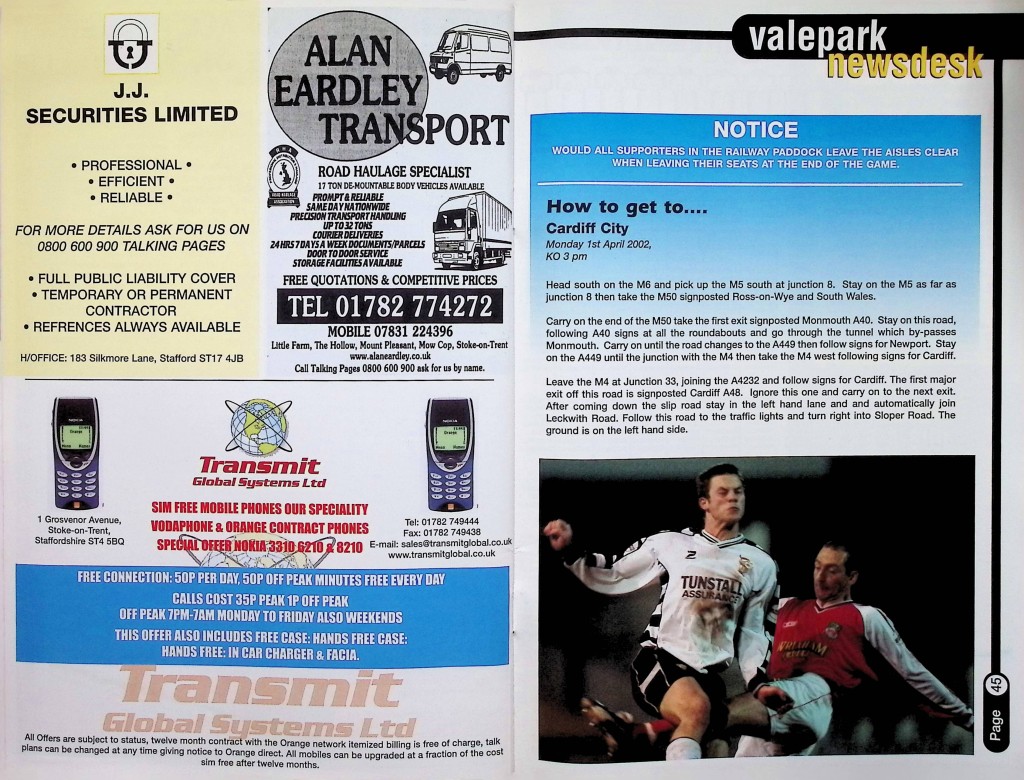 J.J.
SECURITIES LIMITED
• PROFESSIONAL •
• EFFICIENT •
• RELIABLE •
FOR MORE DETAILS ASK FOR US ON
0800 600 900 TALKING PAGES
• FULL PUBLIC LIABILITY COVER
• TEMPORARY OR PERMANENT
CONTRACTOR
• REFRENCES ALWAYS AVAILABLE
H/OFFICE: 183 Silkmore Lane, Stafford ST17 4JB
ALAN
EARDLEY
TRANSPORT
ROAD HAULAGE
ASSOCIATION
ROAD HAULAGE SPECIALIST
17 TON DE-MOUNTABLE BODY VEHICLES AVAILABLE
PROMPT & RELIABLE
SAME DAY NATIONWIDE
PRECISION TRANSPORT HANDLING
UP TO 32 TONS
COURIER DELIVERIES
24 HRS 7 DAYS A WEEK DOCUMENTS/PARCELS
DOOR TO DOOR SERVICE
STORAGE FACILITIES AVAILABLE
FREE QUOTATIONS & COMPETITIVE PRICES
TEL 01782 774272
MOBILE 07831 224396
Little Farm, The Hollow, Mount Pleasant, Mow Cop, Stoke-on-Trent
www.alaneardley.co.uk
Call Talking Pages 0800 600 900 ask for us by name.
NOKIA
Orange
NOKIA
Orange
Transmit
Global Systems Ltd
1 Grosvenor Avenue,
Stoke-on-Trent,
Staffordshire ST4 5BQ
SIM FREE MOBILE PHONES OUR SPECIALITY
VODAPHONE & ORANGE CONTRACT PHONES
SPECIAL OFFER NOKIA 3310 6210 & 8210
Tel: 01782 749444
Fax: 01782 749438
E-mail: sales@transmitglobal.co.uk
www.transmitglobal.co.uk
FREE CONNECTION: 50P PER DAY, 50P OFF PEAK MINUTES FREE EVERY DAY
CALLS COST 35P PEAK 1P OFF PEAK
OFF PEAK 7PM-7AM MONDAY TO FRIDAY ALSO WEEKENDS
THIS OFFER ALSO INCLUDES FREE CASE: HANDS FREE CASE:
HANDS FREE: IN CAR CHARGER & FACIA.
Transmit
Global Systems Ltd
All Offers are subject to status, twelve month contract with the Orange network itemized billing is free of charge, talk
plans can be changed at any time giving notice to Orange direct. All mobiles can be upgraded at a fraction of the cost
sim free after twelve months.
valepark
newsdesk
NOTICE
WOULD ALL SUPPORTERS IN THE RAILWAY PADDOCK LEAVE THE AISLES CLEAR
WHEN LEAVING THEIR SEATS AT THE END OF THE GAME.
How to get to....
Cardiff City
Monday 1st April 2002,
KO 3 pm
Head south on the M6 and pick up the M5 south at junction 8. Stay on the M5 as far as
junction 8 then take the M50 signposted Ross-on-Wye and South Wales.
Carry on the end of the M50 take the first exit signposted Monmouth A40. Stay on this road,
following A40 signs at all the roundabouts and go through the tunnel which by-passes
Monmouth. Carry on until the road changes to the A449 then follow signs for Newport. Stay
on the A449 until the junction with the M4 then take the M4 west following signs for Cardiff.
Leave the M4 at Junction 33, joining the A4232 and follow signs for Cardiff. The first major
exit off this road is signposted Cardiff A48. Ignore this one and carry on to the next exit.
After coming down the slip road stay in the left hand lane and and automatically join
Leckwith Road. Follow this road to the traffic lights and turn right into Sloper Road. The
ground is on the left hand side.
TUNSTALL
ASSURANCE
Page 45